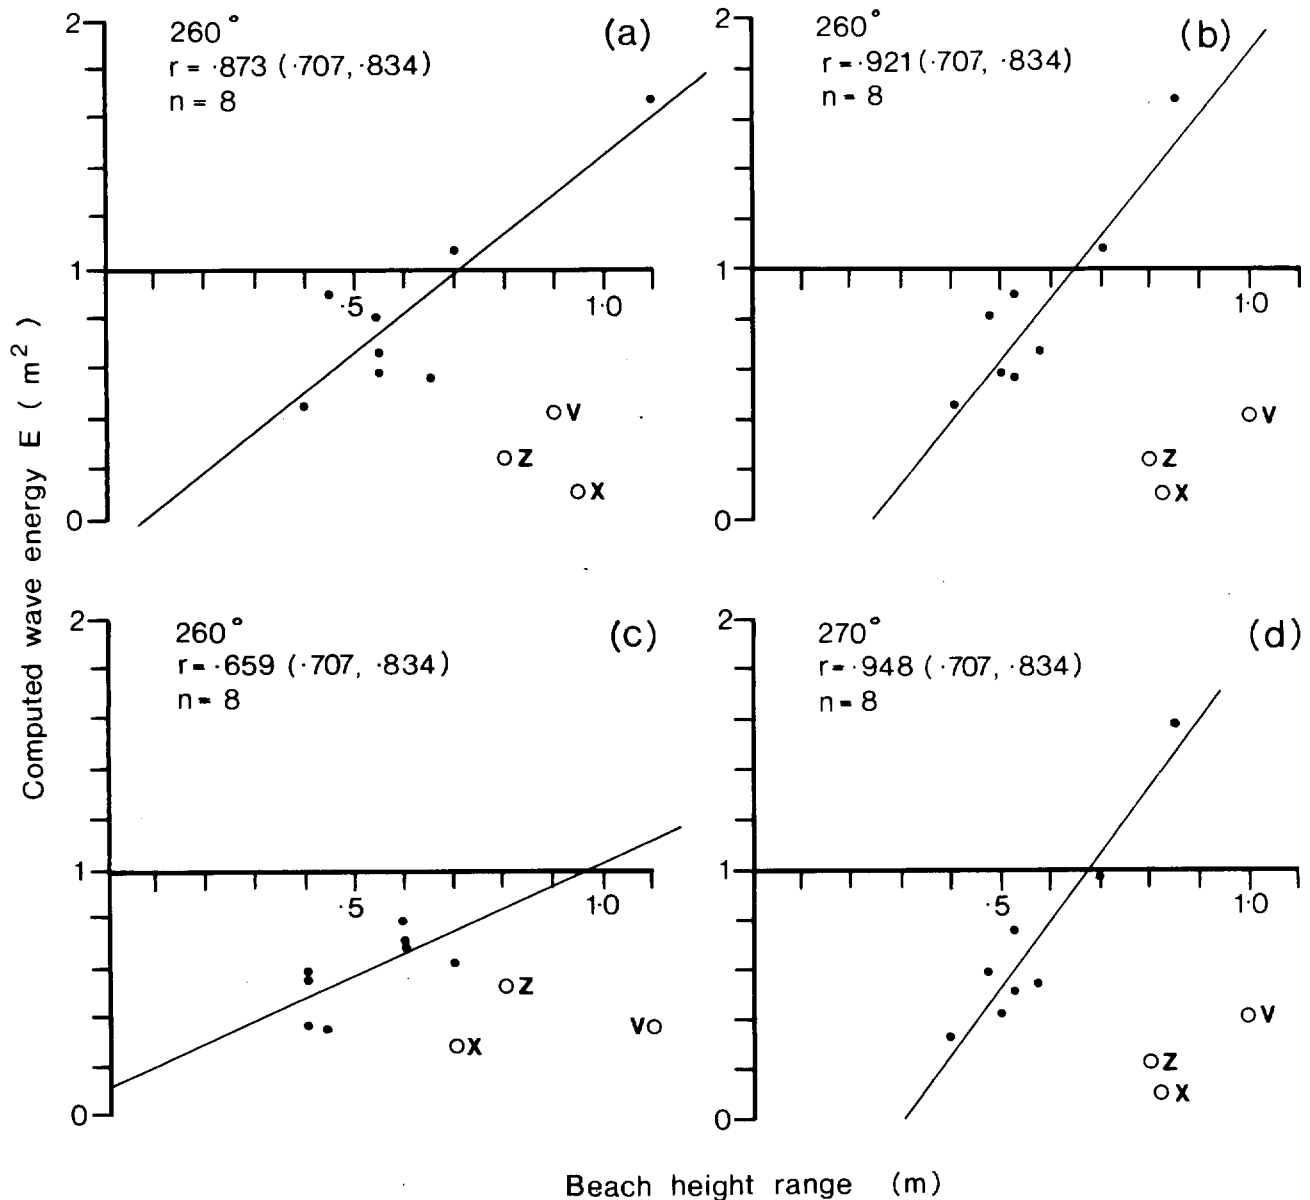 Computed wave energy E ( m²)
2
1
0
260°
r = ·873 (·707, ·834)
n = 8
(a)
·5
1·0
V
Z
X
2
1
0
260°
r=·921(·707, ·834)
n = 8
(b)
1·0
V
Z
X
2
1
0
260°
r=·659 (·707, ·834)
n= 8
(c)
·5
1·0
Z
V
X
2
1
0
270°
r=·948 (·707, ·834)
n= 8
(d)
·5
1·0
V
Z
X
Beach height range (m)